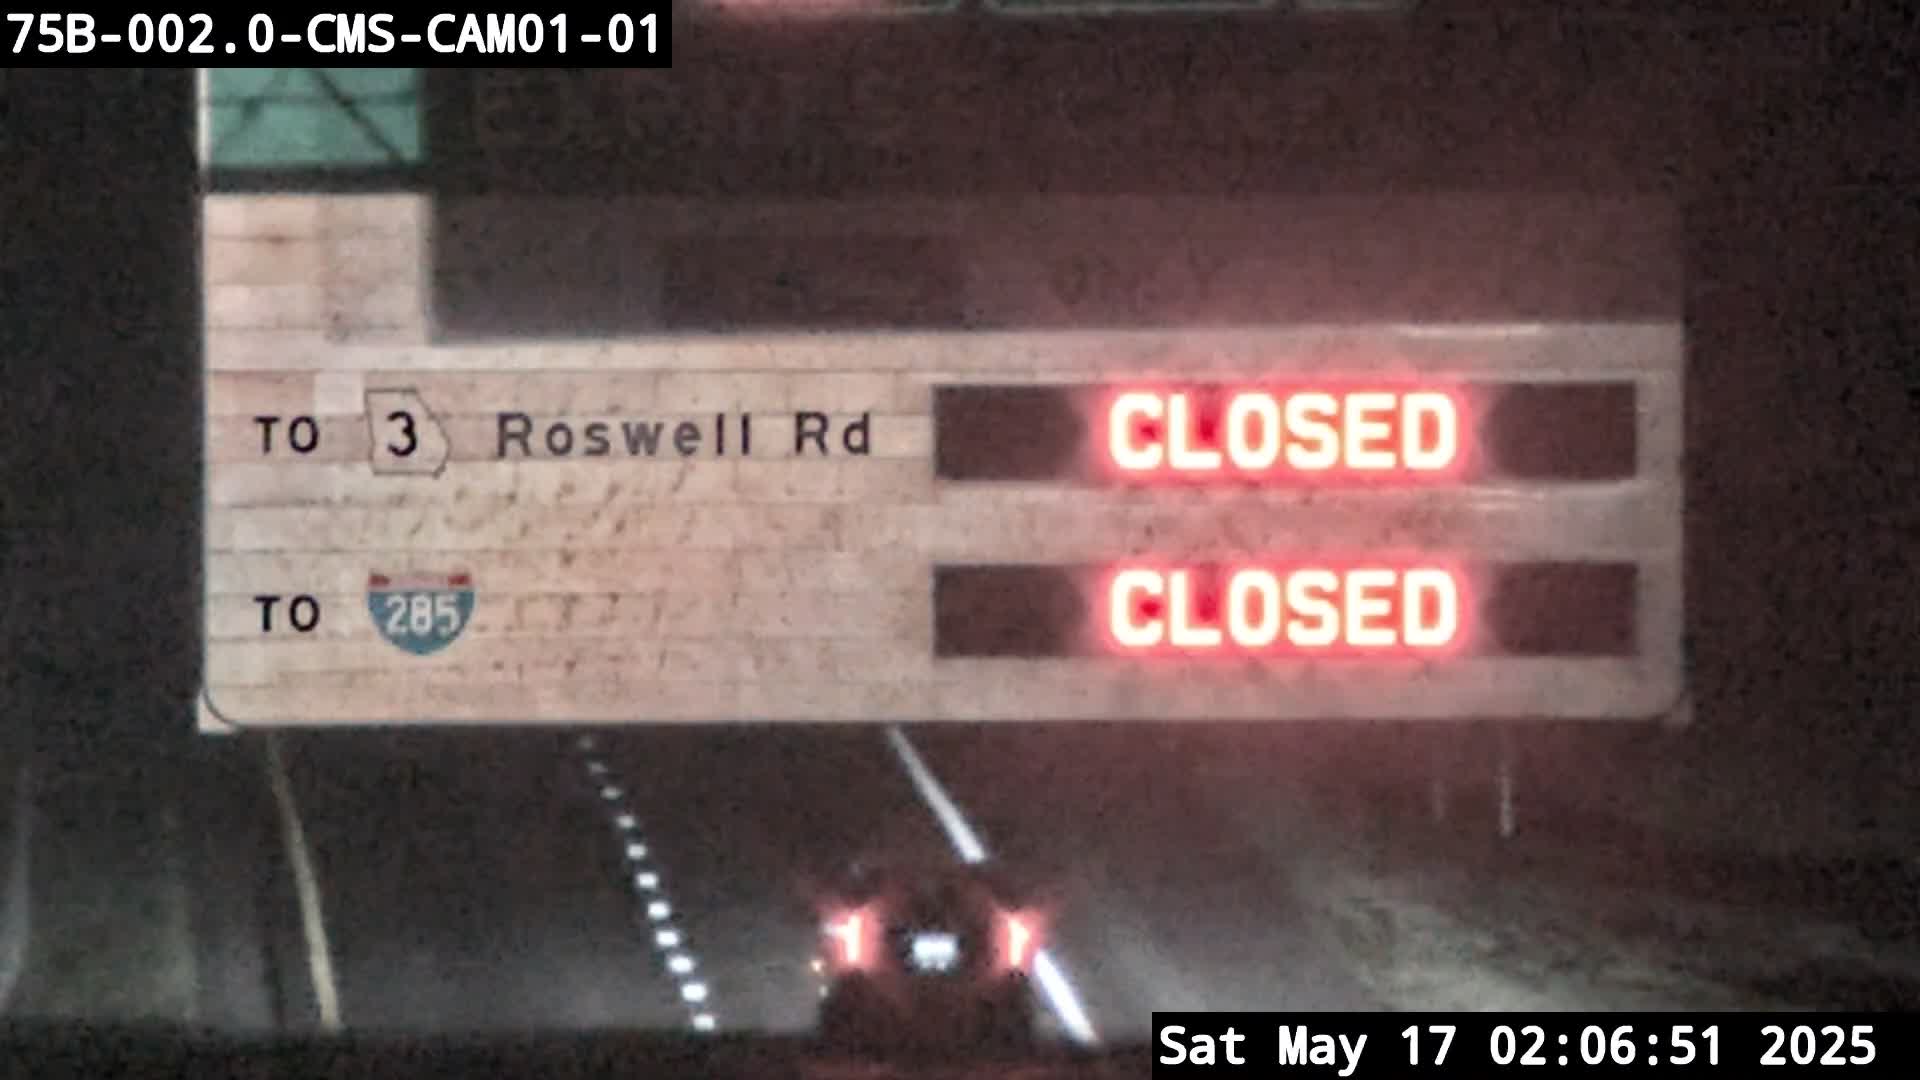 75B-002.0-CMS-CAM01-01
TO 3 Roswell Rd CLOSED
TO 285 CLOSED
Sat May 17 02:06:51 2025